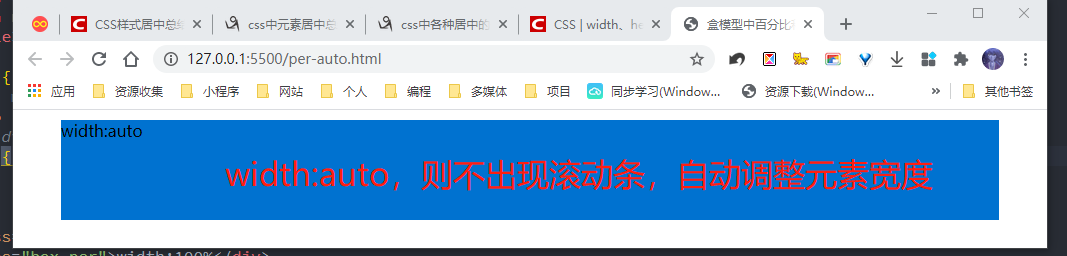 CSS样式居中总结
css中元素居中总
css中各种居中的
CSS | width、he
盒模型中百分比
127.0.0.1:5500/per-auto.html
应用 资源收集 小程序 网站 个人 编程 多媒体 项目 同步学习(Window... 资源下载(Window... » 其他书签
width:auto
width:auto，则不出现滚动条，自动调整元素宽度
="box-per">width:100%</div>